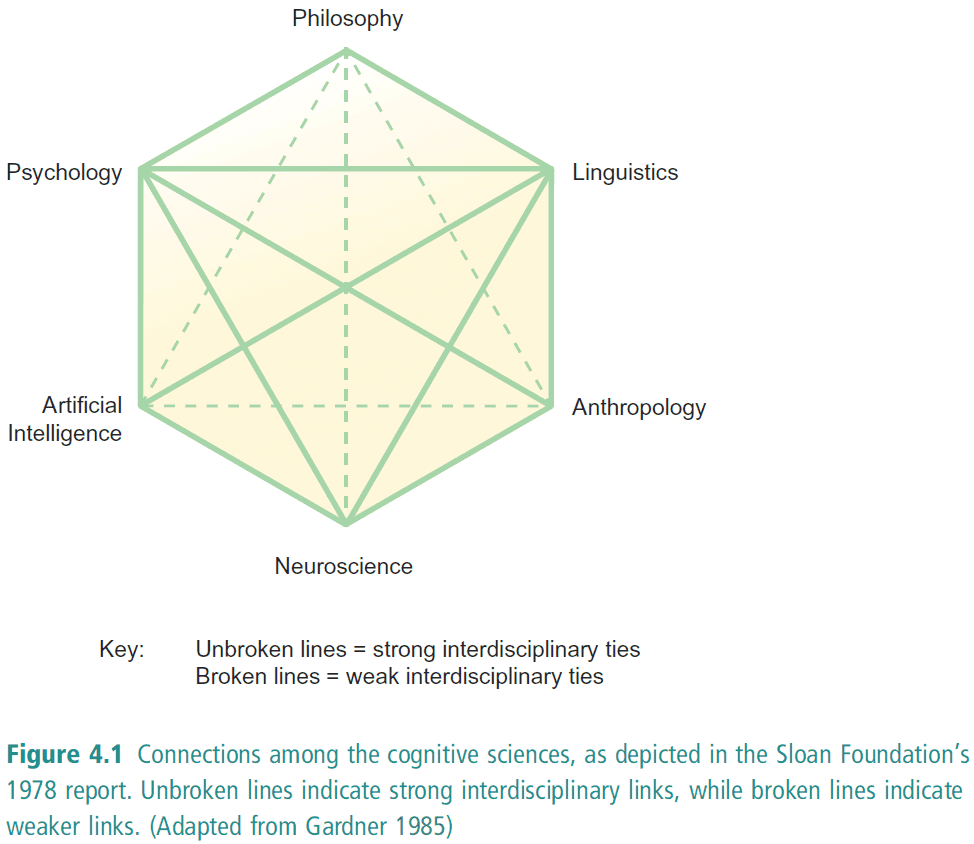 Philosophy
Psychology
Linguistics
Artificial
Intelligence
Anthropology
Neuroscience
Key: Unbroken lines = strong interdisciplinary ties
Broken lines = weak interdisciplinary ties
Figure 4.1 Connections among the cognitive sciences, as depicted in the Sloan Foundation’s
1978 report. Unbroken lines indicate strong interdisciplinary links, while broken lines indicate
weaker links. (Adapted from Gardner 1985)